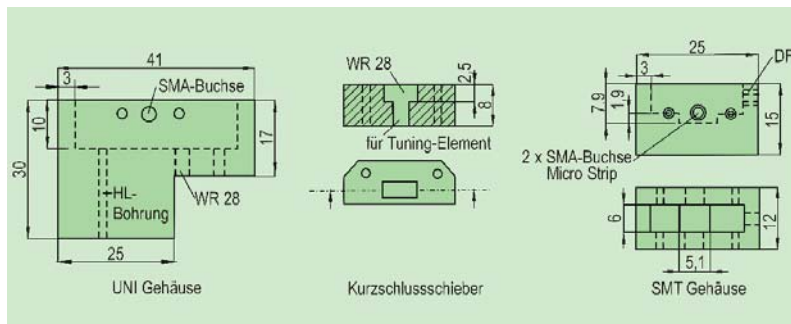 41
3
SMA-Buchse
10
17
30
HL-
Bohrung
WR 28
25
UNI Gehäuse
WR 28
2,5
8
für Tuning-Element
Kurzschlussschieber
25
3
DF
7,9
1,9
15
2 x SMA-Buchse
Micro Strip
6
12
5,1
SMT Gehäuse